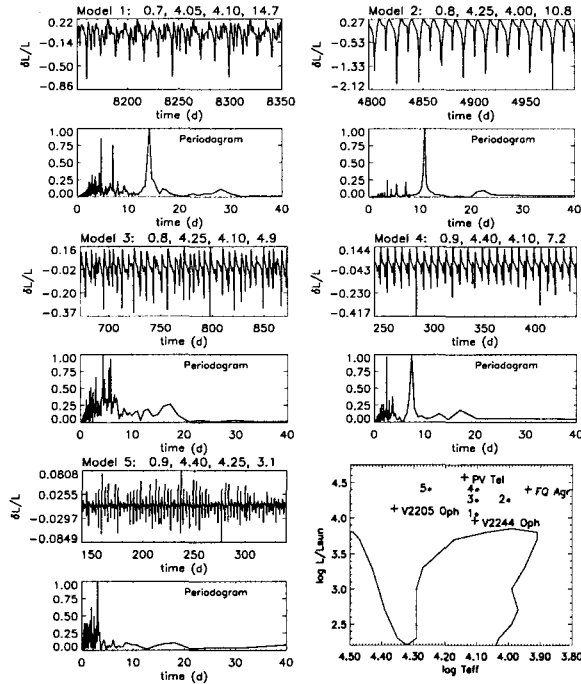 Model 1: 0.7, 4.05, 4.10, 14.7
0.22
-0.14
-0.50
-0.86
δL/L
8200 8250 8300 8350
time (d)
1.00
0.75
0.50
0.25
0.00
Periodogram
0 10 20 30 40
time (d)
Model 2: 0.8, 4.25, 4.00, 10.8
0.27
-0.53
-1.32
-2.12
δL/L
4800 4850 4900 4950
time (d)
1.00
0.75
0.50
0.25
0.00
Periodogram
0 10 20 30 40
time (d)
Model 3: 0.8, 4.25, 4.10, 4.9
0.16
-0.02
-0.20
-0.37
δL/L
700 750 800 850
time (d)
1.00
0.75
0.50
0.25
0.00
Periodogram
0 10 20 30 40
time (d)
Model 4: 0.9, 4.40, 4.10, 7.2
0.144
-0.043
-0.230
-0.417
δL/L
250 300 350 400
time (d)
1.00
0.75
0.50
0.25
0.00
Periodogram
0 10 20 30 40
time (d)
Model 5: 0.9, 4.40, 4.25, 3.1
0.0808
0.0255
-0.0297
-0.0849
δL/L
150 200 250 300
time (d)
1.00
0.75
0.50
0.25
0.00
Periodogram
0 10 20 30 40
time (d)
4.5
4.0
3.5
3.0
2.5
log L/Lsun
PV Tel
5
4
FQ Aqr
3
2
V2205 Oph
1
V2244 Oph
4.50 4.40 4.30 4.20 4.10 4.00 3.90 3.80
log Teff